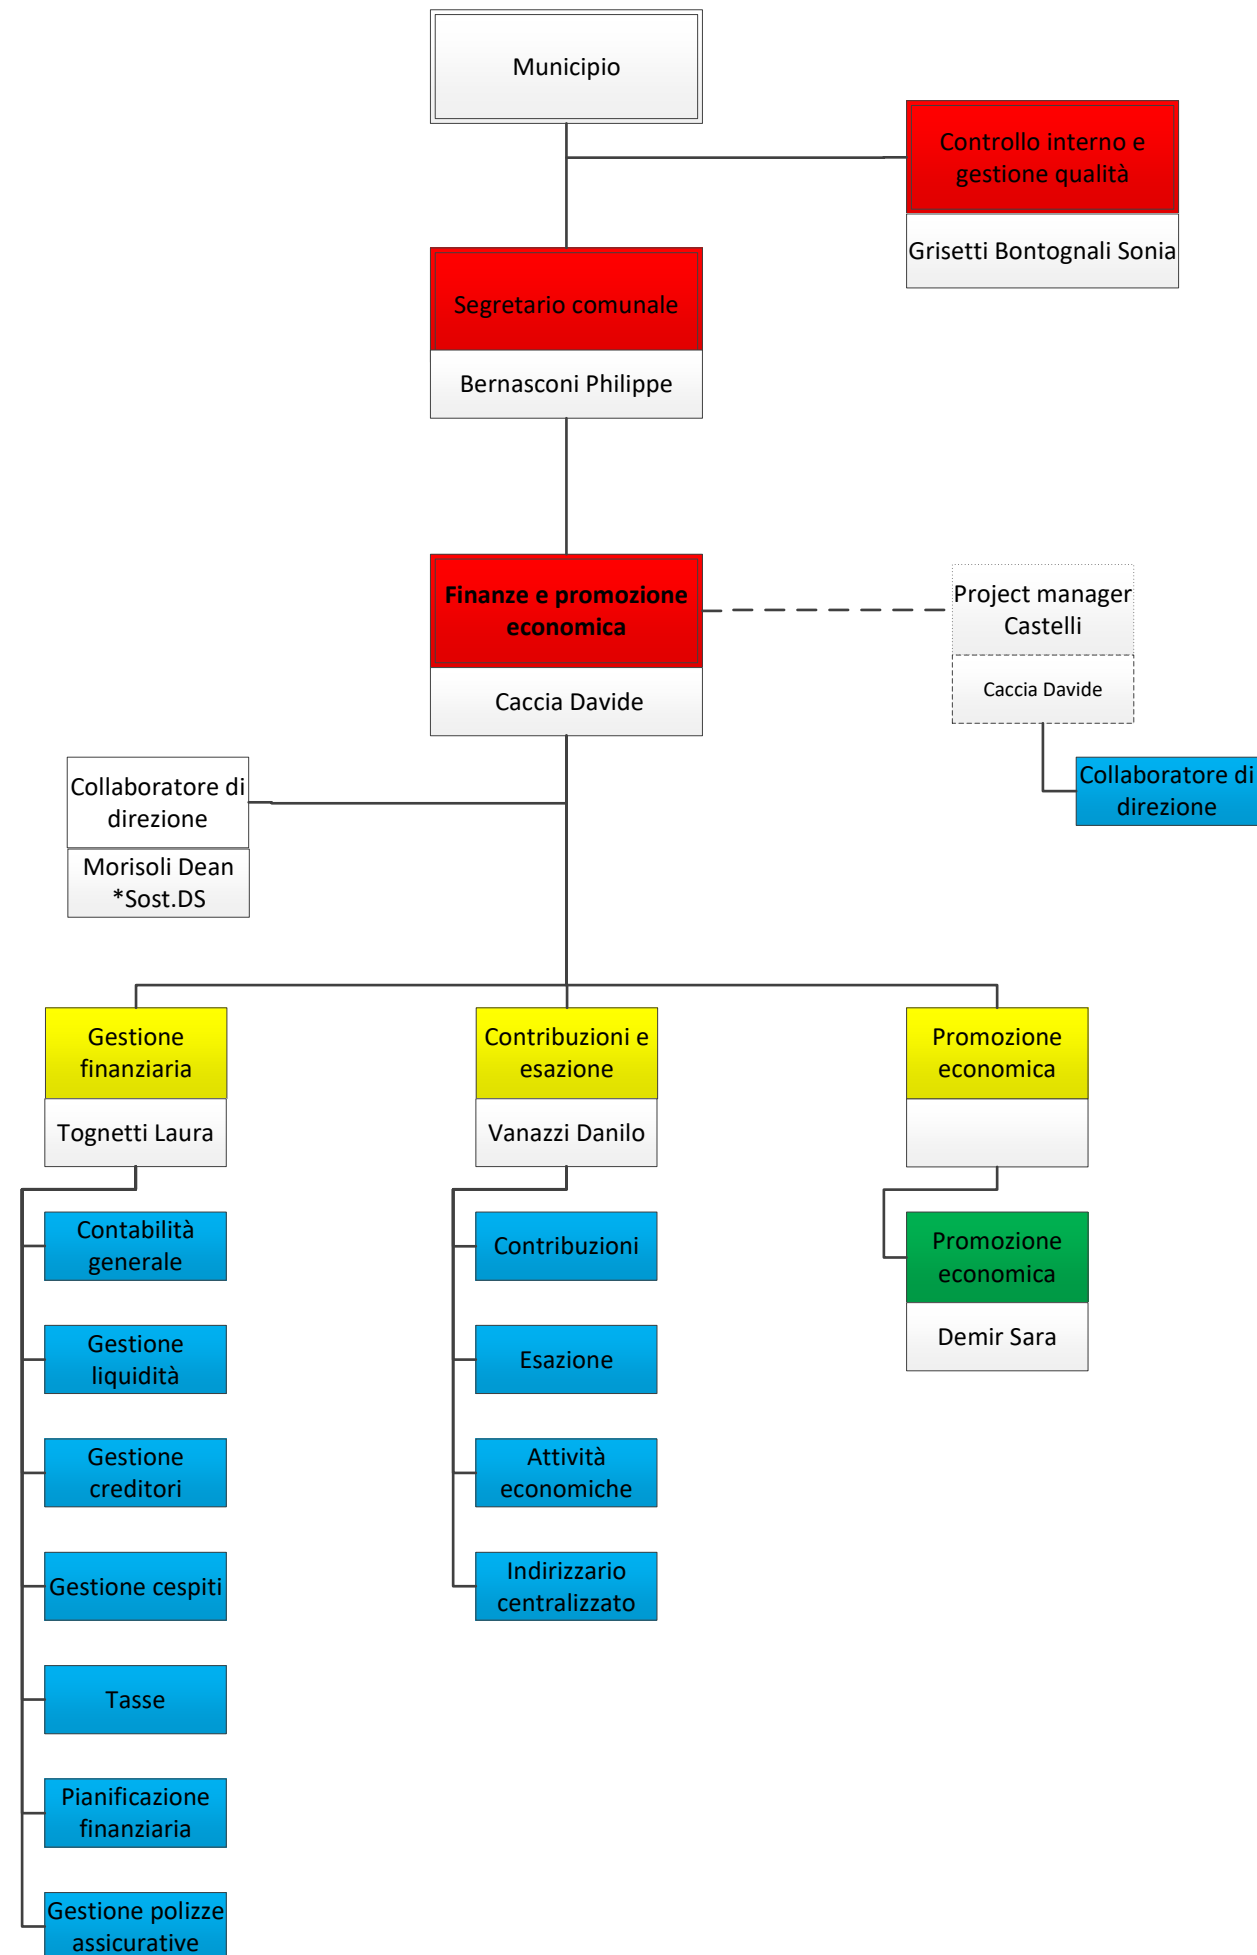 Municipio
Controllo interno e
gestione qualità
Grisetti Bontognali Sonia
Segretario comunale
Bernasconi Philippe
Finanze e promozione
economica
Caccia Davide
Project manager
Castelli
Caccia Davide
Collaboratore di
direzione
Collaboratore di
direzione
Morisoli Dean
*Sost.DS
Gestione
finanziaria
Tognetti Laura
Contabilità
generale
Gestione
liquidità
Gestione
creditori
Gestione cespiti
Tasse
Pianificazione
finanziaria
Gestione polizze
assicurative
Contribuzioni e
esazione
Vanazzi Danilo
Contribuzioni
Esazione
Attività
economiche
Indirizzario
centralizzato
Promozione
economica
Promozione
economica
Demir Sara